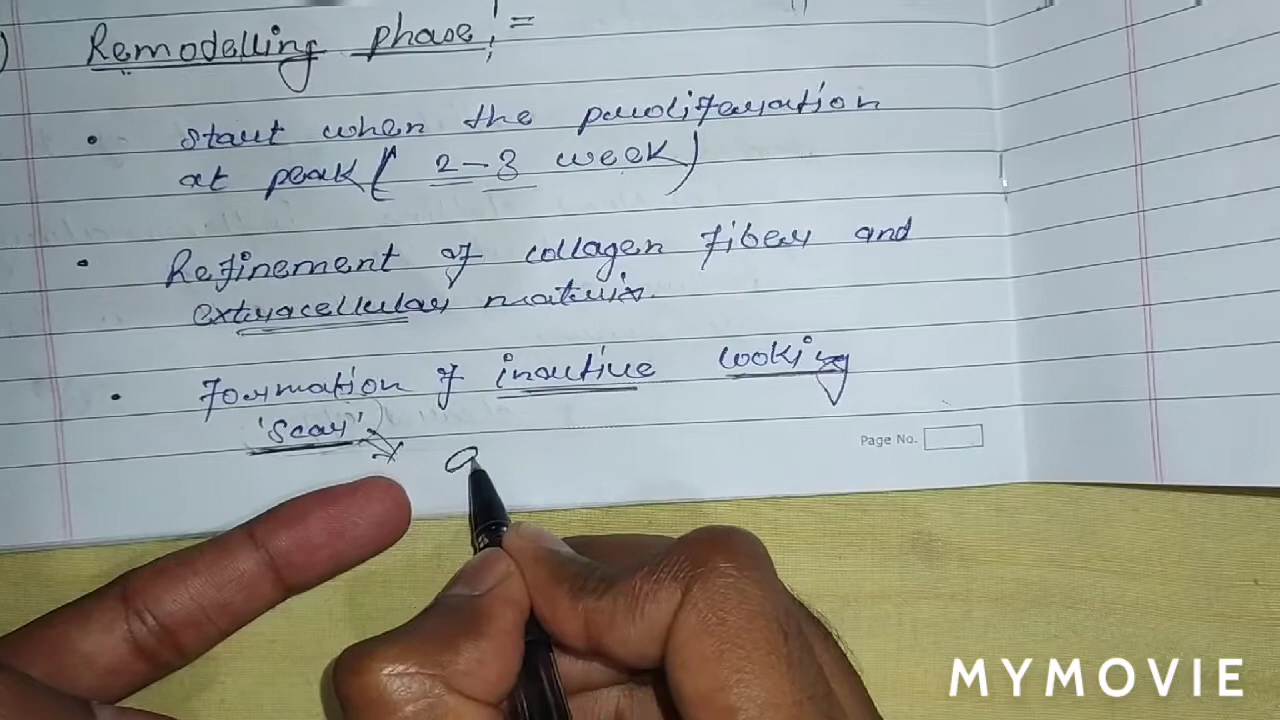 ) Remodelling phase! =
• start when the proliferation
at peak ( 2-3 week)
• Refinement of collagen fiber and
extracellular matrix.
• formation of inactive looking
'Scar'
Page No.
MYMOVIE